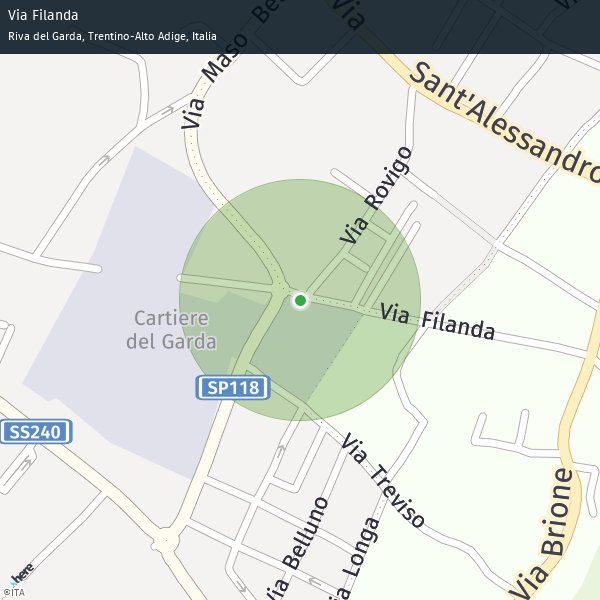 Via Filanda
Riva del Garda, Trentino-Alto Adige, Italia
Via Maso Be
Via
Sant'Alessandro
Via Rovigo
Via Filanda
Cartiere
del Garda
SP118
SS240
Via Treviso
Via Belluno
Via Longa
Via Brione
here
©ITA